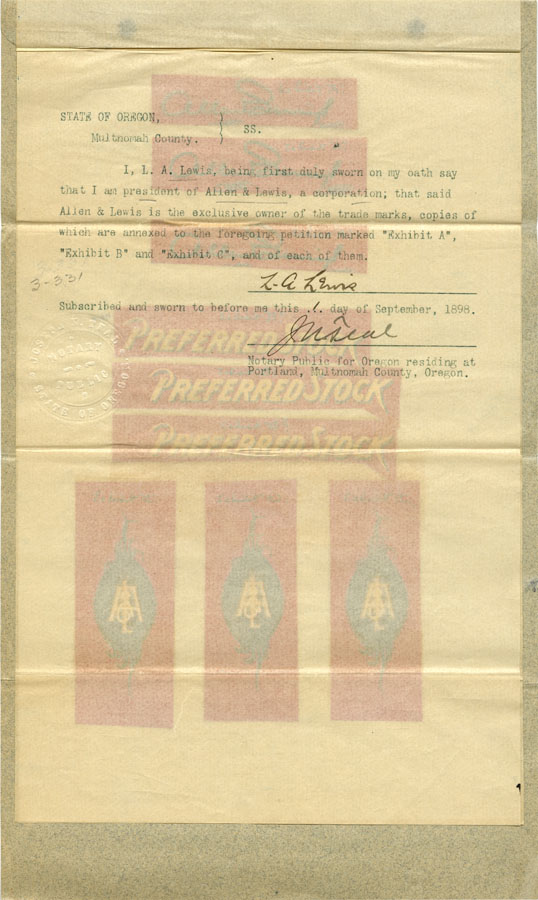 STATE OF OREGON,
Multnomah County.
SS.
I, L. A. Lewis, being first duly sworn on my oath say
that I am president of Allen & Lewis, a corporation; that said
Allen & Lewis is the exclusive owner of the trade marks, copies of
which are annexed to the foregoing petition marked "Exhibit A",
"Exhibit B" and "Exhibit C", and of each of them.
3-331
L. A. Lewis
Subscribed and sworn to before me this 1. day of September, 1898.
Notary Public for Oregon residing at
Portland, Multnomah County, Oregon.
PREFERRED STOCK
PREFERRED STOCK
PREFERRED STOCK